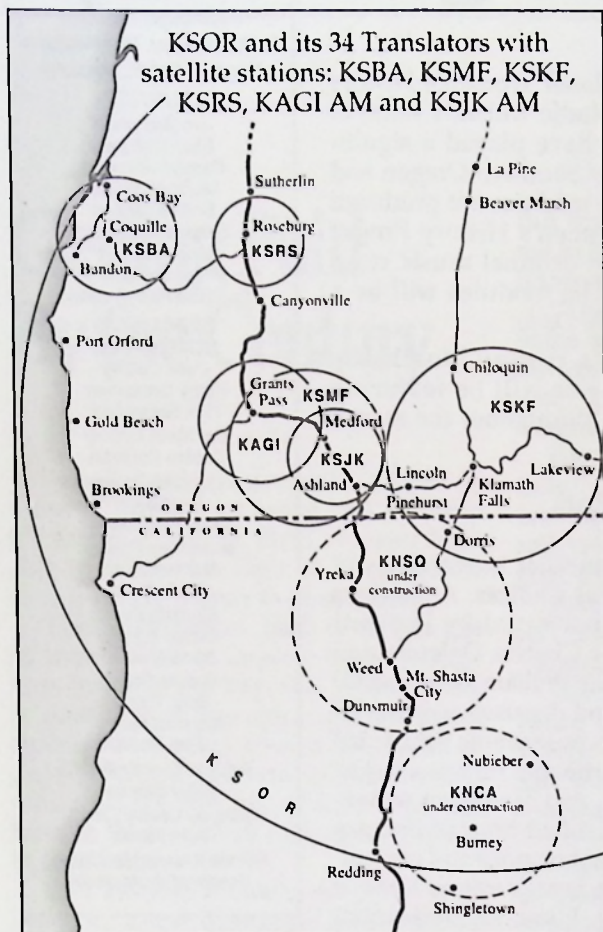 KSOR and its 34 Translators with
satellite stations: KSBA, KSMF, KSKF,
KSRS, KAGI AM and KSJK AM
La Pine
Sutherlin
Coos Bay
Beaver Marsh
Coquille
KSBA
Roseburg
KSRS
Bandon
Canyonville
Port Orford
Chiloquin
Grants
Pass
KSMF
KSKF
Gold Beach
Medford
KAGI
KSJK
Lakeview
Ashland
Lincoln
Pinehurst
Klamath
Falls
Brookings
OREGON
CALIFORNIA
Dorris
KNSQ
under
construction
Yreka
Crescent City
Weed
Mt. Shasta
City
Dunsmuir
KSOR
Nubieber
KNCA
under construction
Burney
Redding
Shingletown